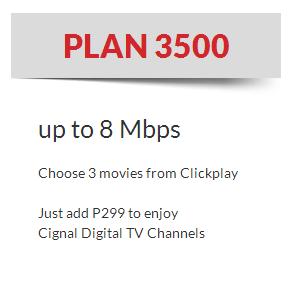 PLAN 3500
up to 8 Mbps
Choose 3 movies from Clickplay
Just add P299 to enjoy
Cignal Digital TV Channels